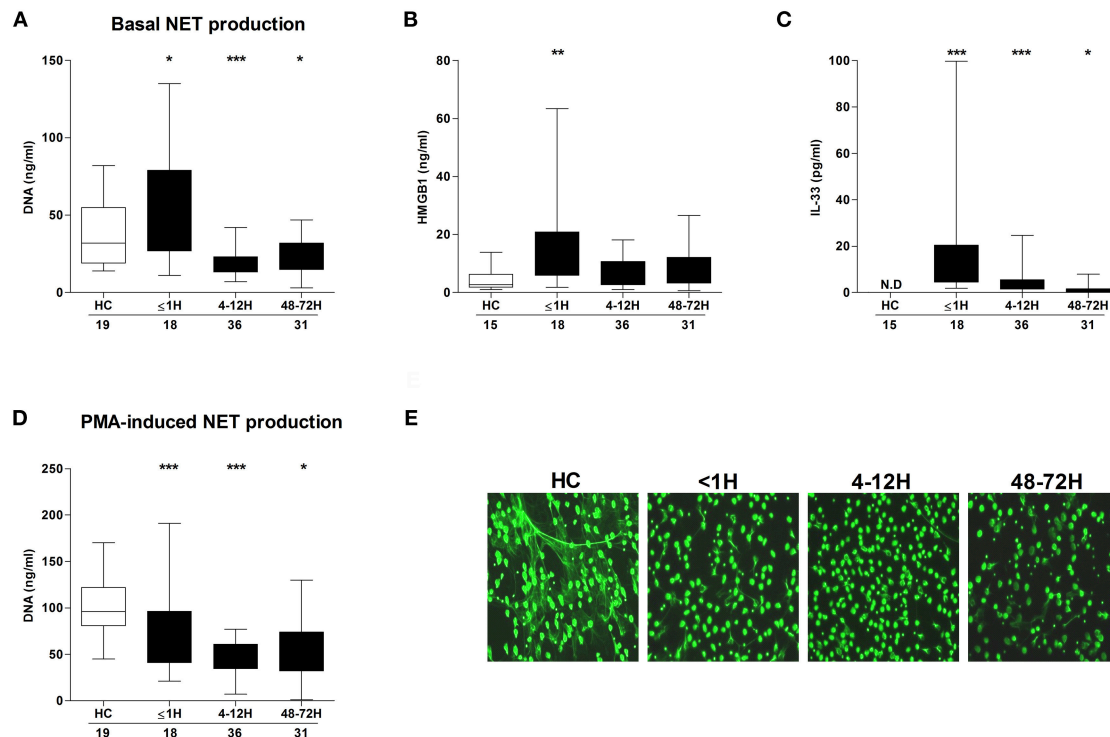 A
Basal NET production
* *** *
DNA (ng/ml)
150
100
50
0
HC ≤1H 4-12H 48-72H
19 18 36 31
B
**
HMGB1 (ng/ml)
80
60
40
20
0
HC ≤1H 4-12H 48-72H
15 18 36 31
C
*** *** *
IL-33 (pg/ml)
100
80
60
40
20
0
N.D
HC ≤1H 4-12H 48-72H
15 18 36 31
D
PMA-induced NET production
*** *** *
DNA (ng/ml)
250
200
150
100
50
0
HC ≤1H 4-12H 48-72H
19 18 36 31
E
HC <1H 4-12H 48-72H